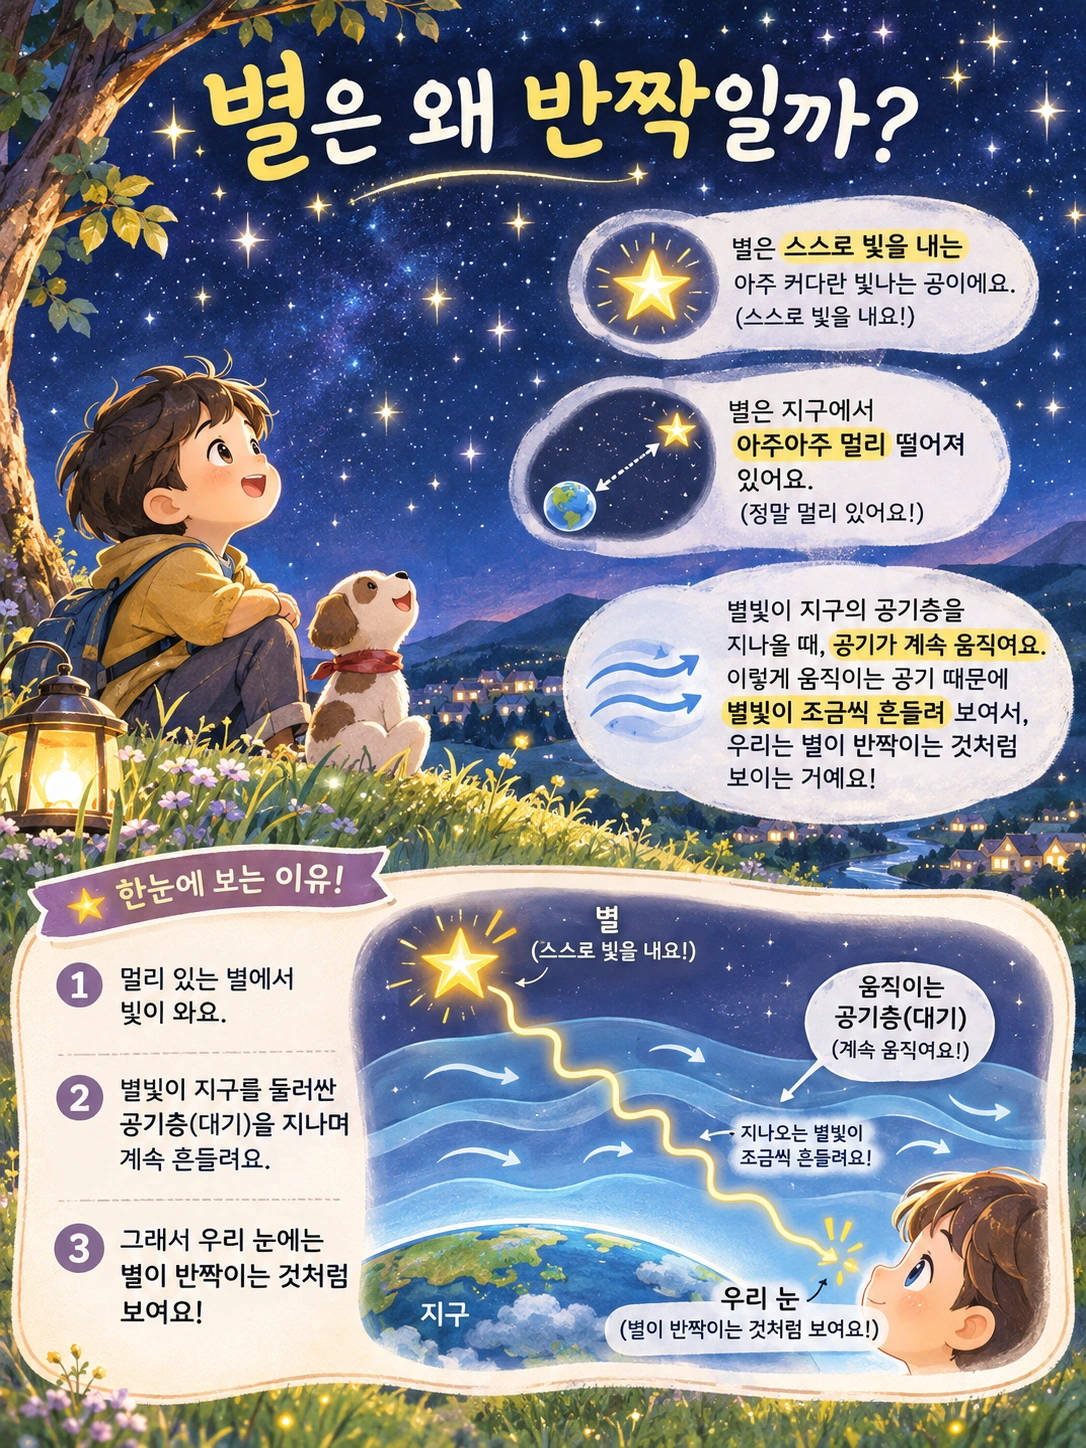 별은 왜 반짝일까?
별은 스스로 빛을 내는
아주 커다란 빛나는 공이에요.
(스스로 빛을 내요!)
별은 지구에서
아주아주 멀리 떨어져
있어요.
(정말 멀리 있어요!)
별빛이 지구의 공기층을
지나올 때, 공기가 계속 움직여요.
이렇게 움직이는 공기 때문에
별빛이 조금씩 흔들려 보여서,
우리는 별이 반짝이는 것처럼
보이는 거예요!
한눈에 보는 이유!
1 멀리 있는 별에서
빛이 와요.
2 별빛이 지구를 둘러싼
공기층(대기)을 지나며
계속 흔들려요.
3 그래서 우리 눈에는
별이 반짝이는 것처럼
보여요!
별
(스스로 빛을 내요!)
움직이는
공기층(대기)
(계속 움직여요!)
지나오는 별빛이
조금씩 흔들려요!
우리 눈
(별이 반짝이는 것처럼 보여요!)
지구